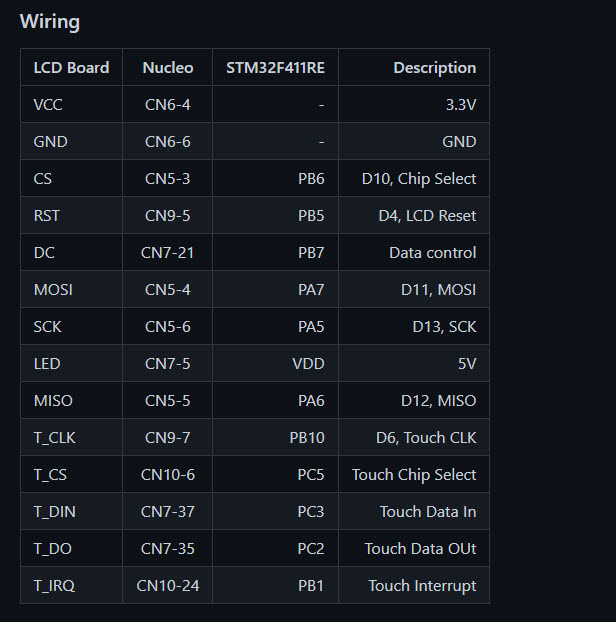 Wiring
LCD Board Nucleo STM32F411RE Description
VCC CN6-4 - 3.3V
GND CN6-6 - GND
CS CN5-3 PB6 D10, Chip Select
RST CN9-5 PB5 D4, LCD Reset
DC CN7-21 PB7 Data control
MOSI CN5-4 PA7 D11, MOSI
SCK CN5-6 PA5 D13, SCK
LED CN7-5 VDD 5V
MISO CN5-5 PA6 D12, MISO
T_CLK CN9-7 PB10 D6, Touch CLK
T_CS CN10-6 PC5 Touch Chip Select
T_DIN CN7-37 PC3 Touch Data In
T_DO CN7-35 PC2 Touch Data OUt
T_IRQ CN10-24 PB1 Touch Interrupt